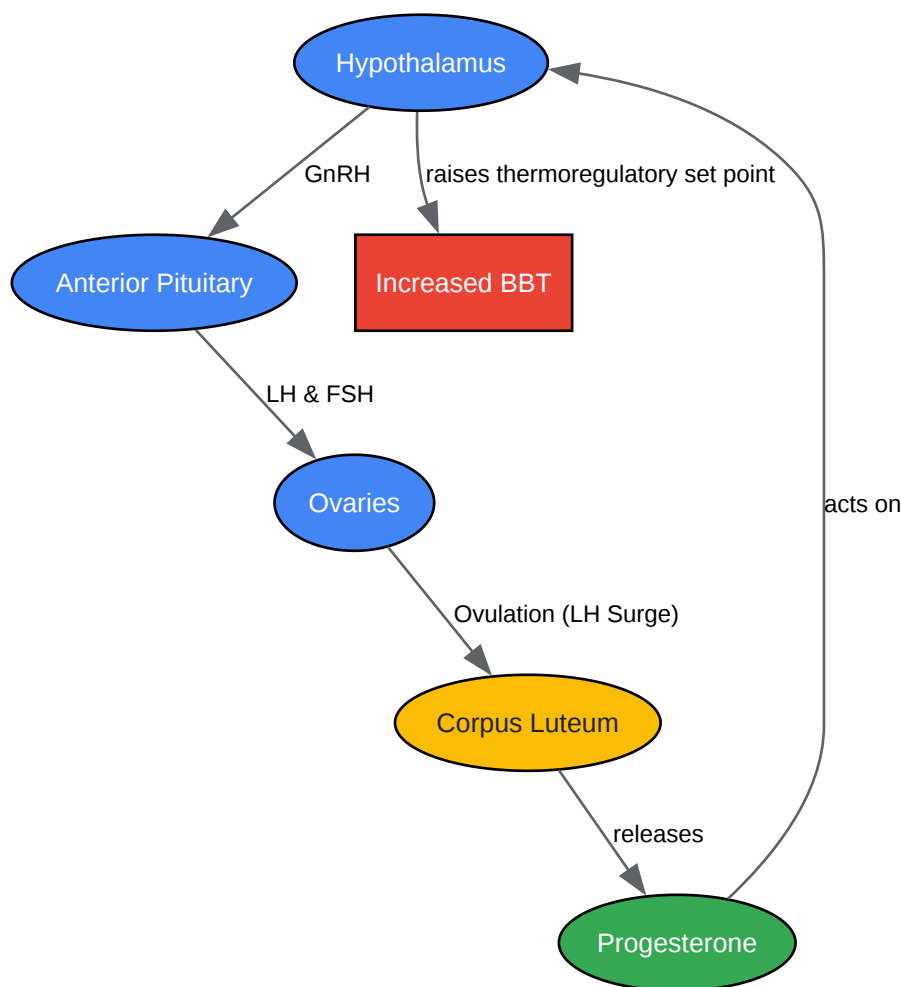 Hypothalamus
GnRH
raises thermoregulatory set point
Anterior Pituitary
Increased BBT
LH & FSH
Ovaries
acts on
Ovulation (LH Surge)
Corpus Luteum
releases
Progesterone